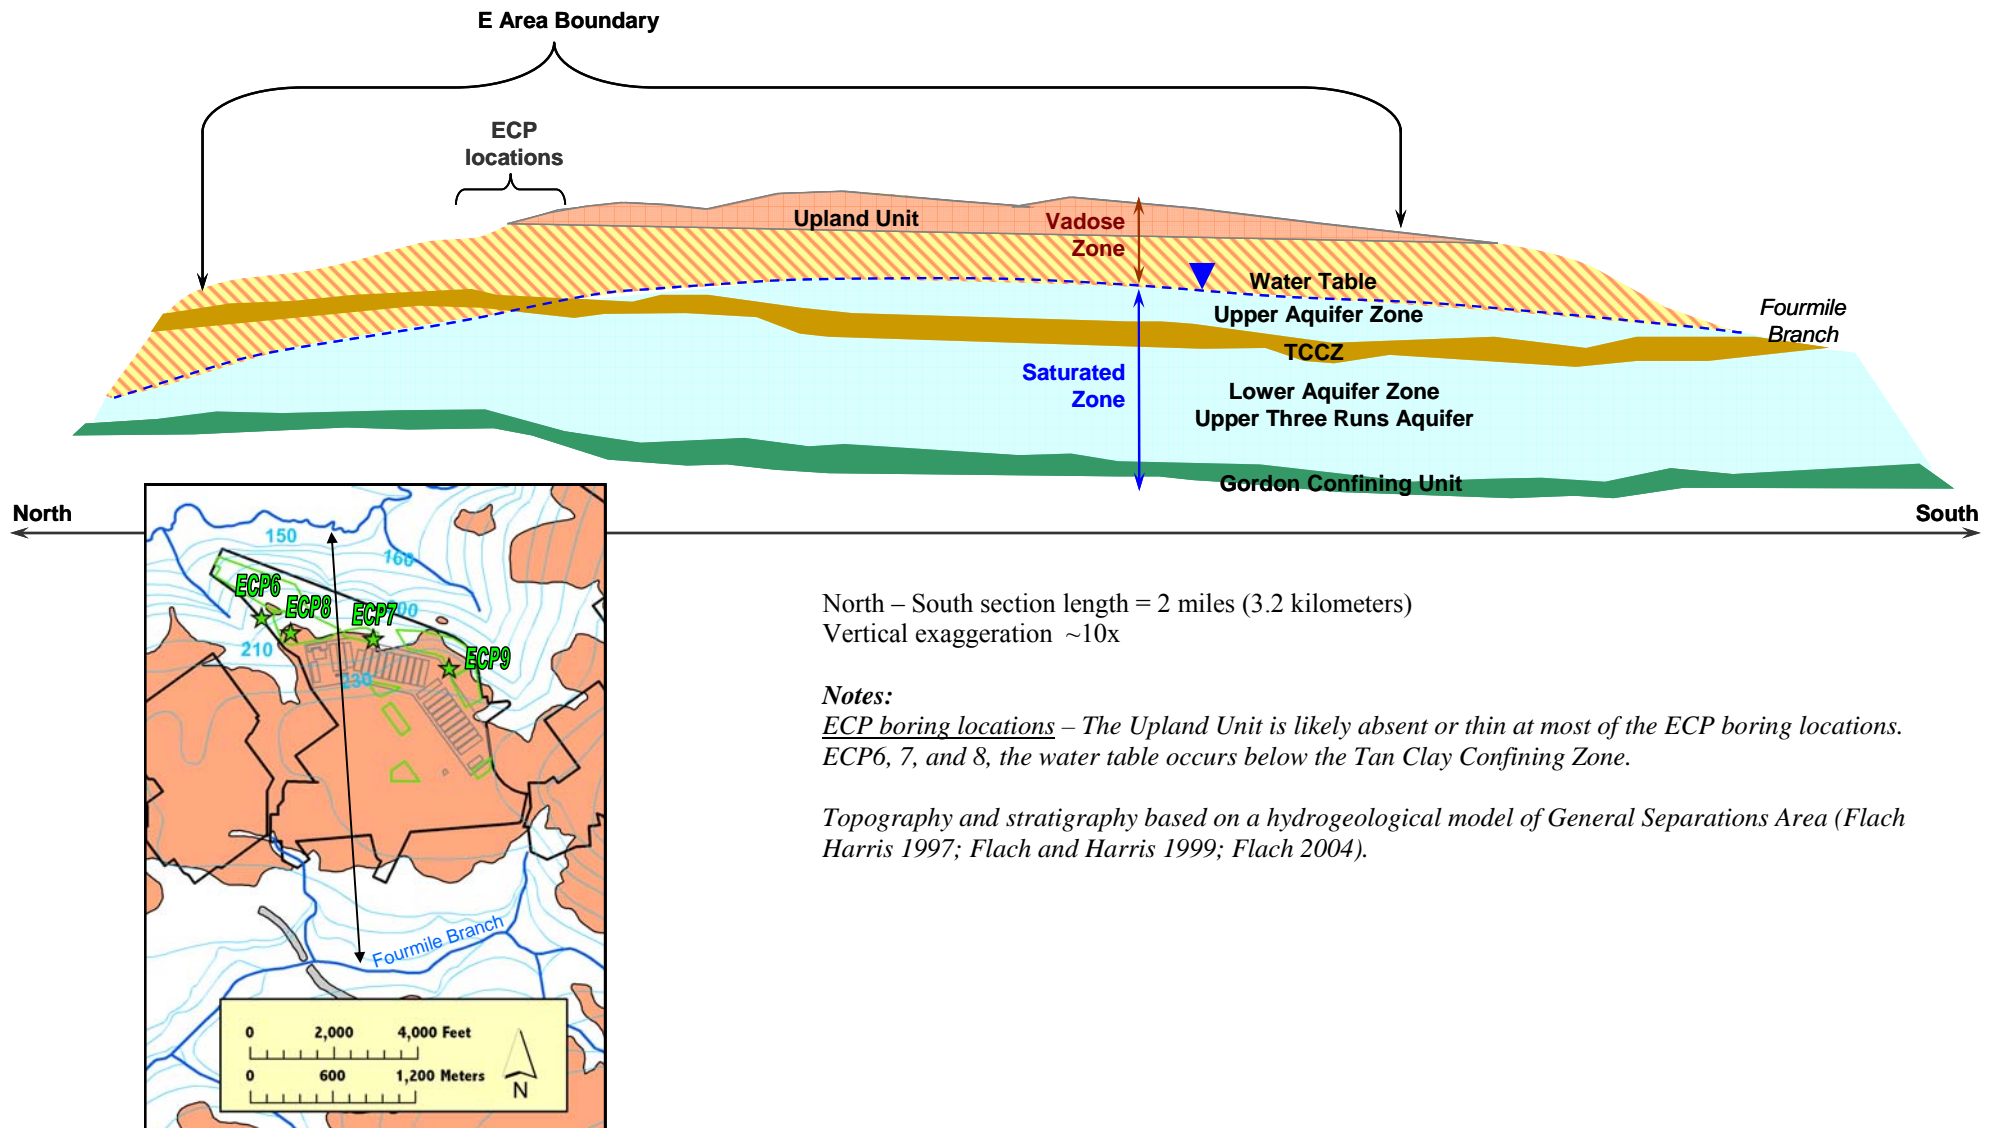 E Area Boundary
ECP
locations
Upland Unit
Vadose
Zone
Water Table
Upper Aquifer Zone
Fourmile
Branch
TCCZ
Saturated
Zone
Lower Aquifer Zone
Upper Three Runs Aquifer
Gordon Confining Unit
North
South
150
160
ECP6
ECP8
ECP7
200
210
ECP9
230
Fourmile Branch
0 2,000 4,000 Feet
0 600 1,200 Meters
N
North – South section length = 2 miles (3.2 kilometers)
Vertical exaggeration ~10x
Notes:
ECP boring locations – The Upland Unit is likely absent or thin at most of the ECP boring locations.
ECP6, 7, and 8, the water table occurs below the Tan Clay Confining Zone.
Topography and stratigraphy based on a hydrogeological model of General Separations Area (Flach
Harris 1997; Flach and Harris 1999; Flach 2004).